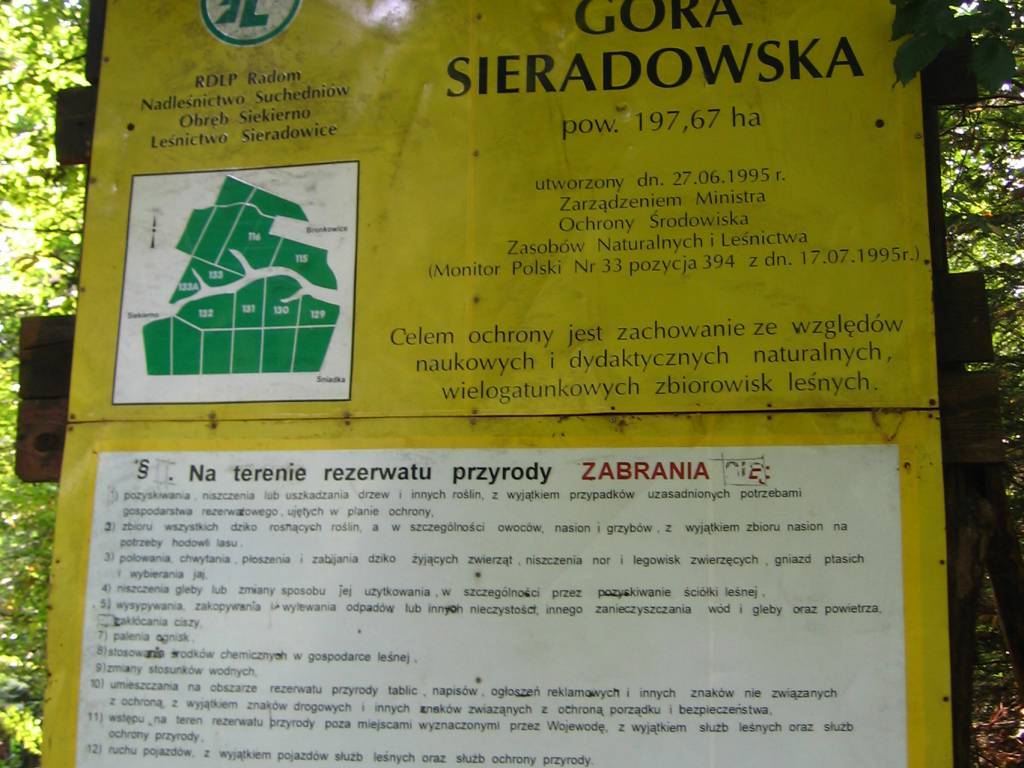 RDLP Radom
Nadleśnictwo Suchedniów
Obręb Siekierno
Leśnictwo Sieradowice
GÓRA
SIERADOWSKA
pow. 197,67 ha
utworzony dn. 27.06.1995 r.
Zarządzeniem Ministra
Ochrony Środowiska
Zasobów Naturalnych i Leśnictwa
(Monitor Polski Nr 33 pozycja 394 z dn. 17.07.1995r.)
Celem ochrony jest zachowanie ze względów
naukowych i dydaktycznych naturalnych,
wielogatunkowych zbiorowisk leśnych.
Bronkowice
116
115
133
133A
Siekierno
132
131
130
129
Śniadka
§ . Na terenie rezerwatu przyrody ZABRANIA SIĘ:
1) pozyskiwania, niszczenia lub uszkadzania drzew i innych roślin, z wyjątkiem przypadków uzasadnionych potrzebami
gospodarstwa rezerwatowego, ujętych w planie ochrony,
2) zbioru wszystkich dziko rosnących roślin, a w szczególności owoców, nasion i grzybów, z wyjątkiem zbioru nasion na
potrzeby hodowli lasu,
3) polowania, chwytania, płoszenia i zabijania dziko żyjących zwierząt, niszczenia nor i legowisk zwierzęcych, gniazd ptasich
i wybierania jaj,
4) niszczenia gleby lub zmiany sposobu jej użytkowania, w szczególności przez pozyskiwanie ściółki leśnej,
5) wysypywania, zakopywania i wylewania odpadów lub innych nieczystości, innego zanieczyszczania wód i gleby oraz powietrza,
zakłócania ciszy,
7) palenia ognisk,
8) stosowania środków chemicznych w gospodarce leśnej,
9) zmiany stosunków wodnych,
10) umieszczania na obszarze rezerwatu przyrody tablic, napisów, ogłoszeń reklamowych i innych znaków nie związanych
z ochroną, z wyjątkiem znaków drogowych i innych znaków związanych z ochroną porządku i bezpieczeństwa,
11) wstępu na teren rezerwatu przyrody poza miejscami wyznaczonymi przez Wojewodę, z wyjątkiem służb leśnych oraz służb
ochrony przyrody,
12) ruchu pojazdów, z wyjątkiem pojazdów służb leśnych oraz służb ochrony przyrody.